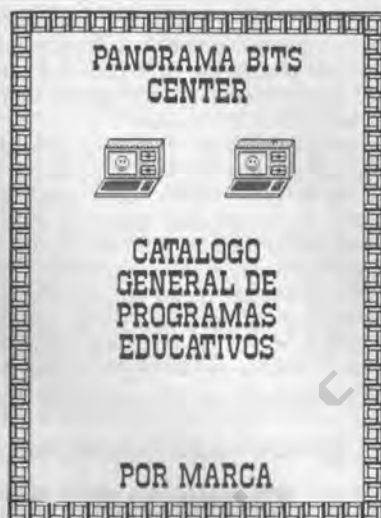 PANORAMA BITS
CENTER
CATALOGO
GENERAL DE
PROGRAMAS
EDUCATIVOS
POR MARCA